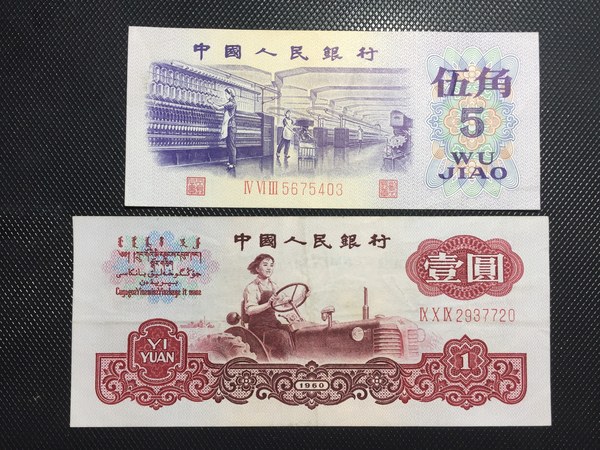 中國人民銀行
伍角
5
WU
JIAO
Ⅳ Ⅵ Ⅲ 5675403
中國人民銀行
壹圓
Ⅸ Ⅹ Ⅸ 2937720
YI
YUAN
1960
1